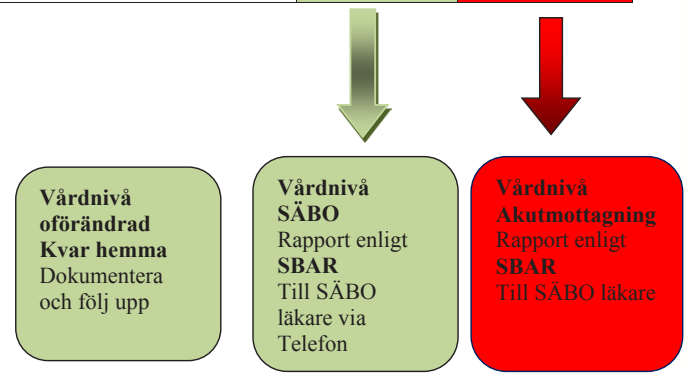 Vårdnivå
oförändrad
Kvar hemma
Dokumentera
och följ upp
Vårdnivå
SÄBO
Rapport enligt
SBAR
Till SÄBO
läkare via
Telefon
Vårdnivå
Akutmottagning
Rapport enligt
SBAR
Till SÄBO läkare